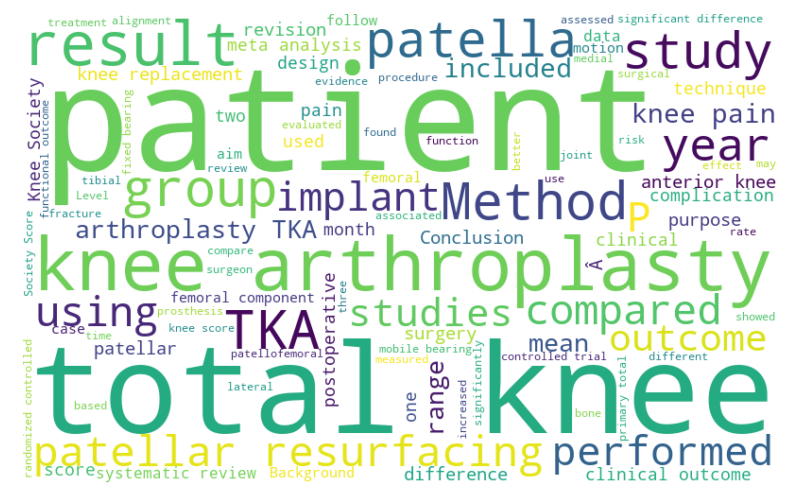 treatment alignment
result
revision
follow
patella
assessed
significant difference
data
motion
study
meta analysis
knee replacement
design
included
evidence
procedure
medial
surgical
technique
patient
Knee Society
functional outcome
fixed bearing
pain
two
used
evaluated
found
function
better
risk
knee pain
year
aim
review
joint
effect
may
tibial
Level
fracture
group
implant
femoral
Method
use
P
anterior knee
complication
associated
purpose
rate
arthroplasty TKA
month
Conclusion
clinical
Society Score
compare
surgeon
knee arthroplasty
Â
using
femoral component
prosthesis
three
studies
compared
showed
case
time
knee score
TKA
postoperative
surgery
mean
outcome
patellar
patellofemoral
mobile bearing
measured
significantly
controlled trial
different
total knee
lateral
based
one
range
increased
bone
primary total
randomized controlled
patellar resurfacing
performed
score
systematic review
Background
difference
clinical outcome